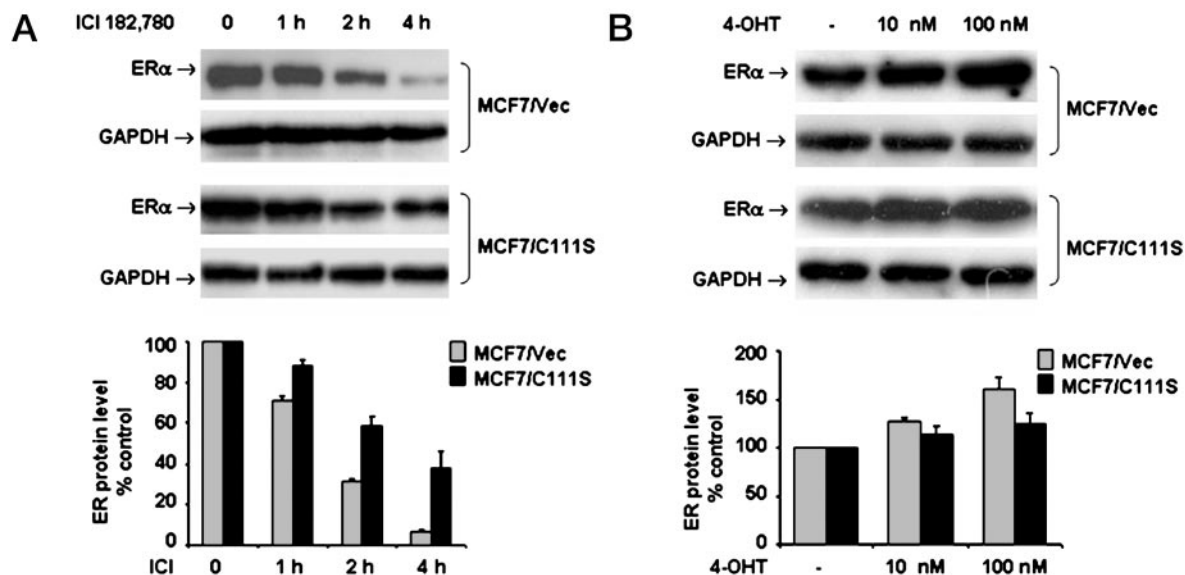 A
ICI 182,780 0 1 h 2 h 4 h
ERα →
MCF7/Vec
GAPDH →
ERα →
MCF7/C111S
GAPDH →
100
80
60
40
20
0
ER protein level
% control
MCF7/Vec
MCF7/C111S
ICI 0 1 h 2 h 4 h
B
4-OHT - 10 nM 100 nM
ERα →
MCF7/Vec
GAPDH →
ERα →
MCF7/C111S
GAPDH →
200
150
100
50
0
ER protein level
% control
MCF7/Vec
MCF7/C111S
4-OHT - 10 nM 100 nM